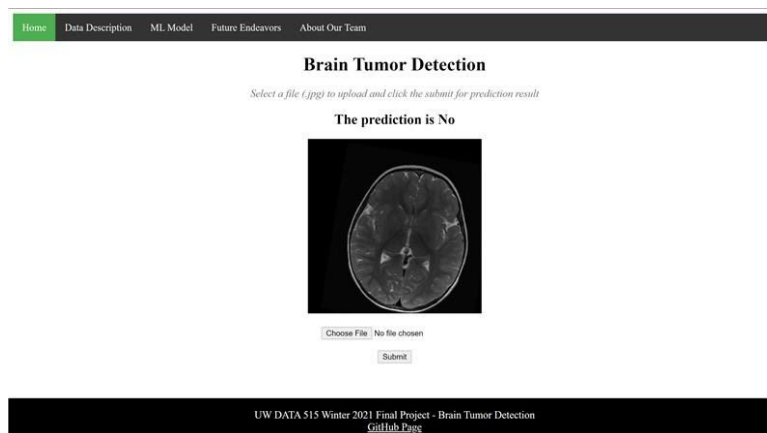 Home Data Description ML Model Future Endeavors About Our Team
Brain Tumor Detection
Select a file (.jpg) to upload and click the submit for prediction result
The prediction is No
Choose File No file chosen
Submit
UW DATA 515 Winter 2021 Final Project - Brain Tumor Detection
GitHub Page